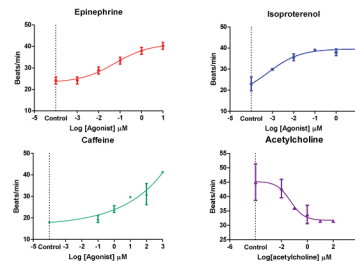 Epinephrine
Beats/min
50
40
30
20
10
-5 Control -3 -2 -1 0 1
Log [Agonist] μM
Isoproterenol
Beats/min
50
40
30
20
10
-5 Control -3 -2 -1 0
Log [Agonist] μM
Caffeine
Beats/min
50
40
30
20
10
-5 Control -3 -2 -1 0 1 2 3
Log [Agonist] μM
Acetylcholine
Beats/min
55
50
45
40
35
30
25
-6 Control -2 0 2
Log[acetylcholine] μM